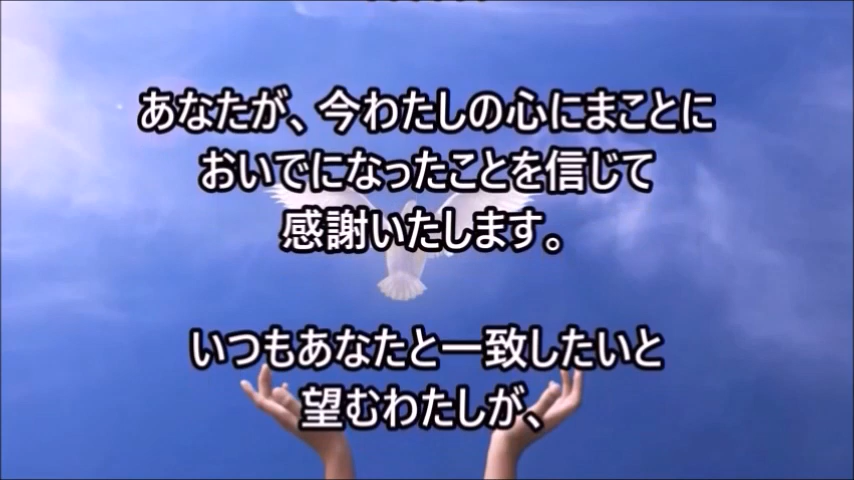 あなたが、今わたしの心にまことに
おいでになったことを信じて
感謝いたします。
いつもあなたと一致したいと
望むわたしが、